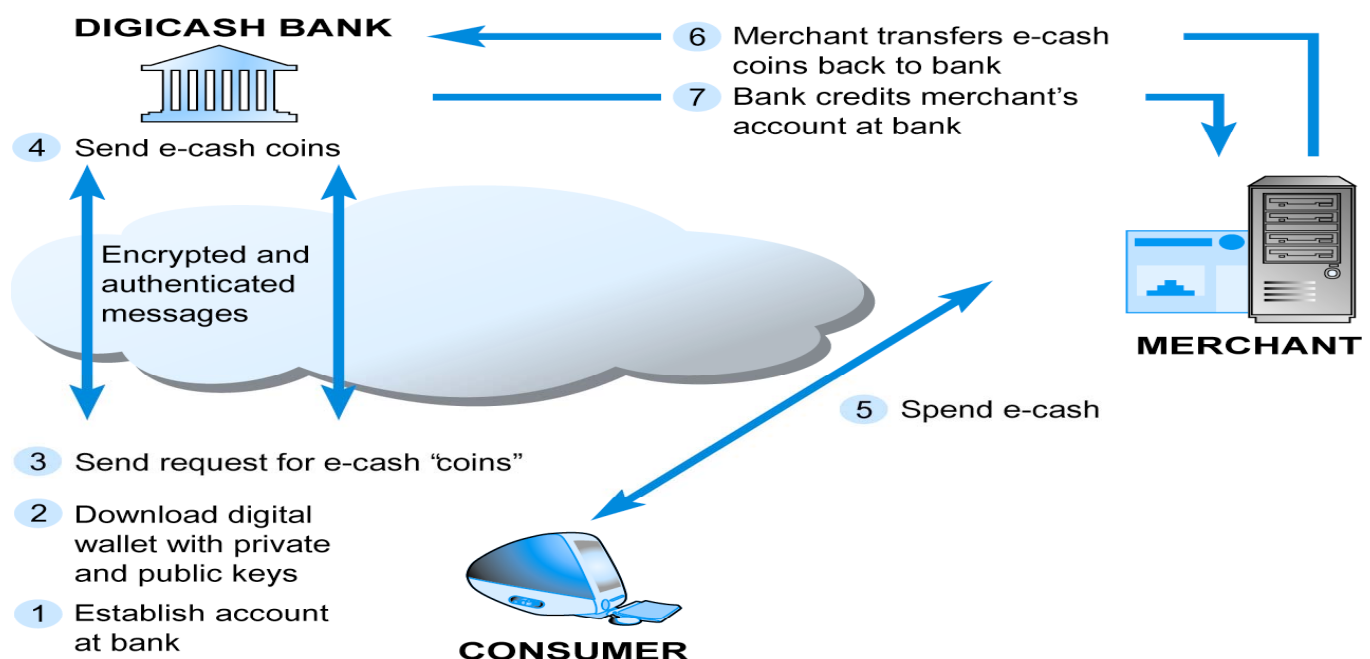 DIGICASH BANK
6 Merchant transfers e-cash
coins back to bank
7 Bank credits merchant's
account at bank
4 Send e-cash coins
Encrypted and
authenticated
messages
MERCHANT
5 Spend e-cash
3 Send request for e-cash “coins”
2 Download digital
wallet with private
and public keys
1 Establish account
at bank
CONSUMER